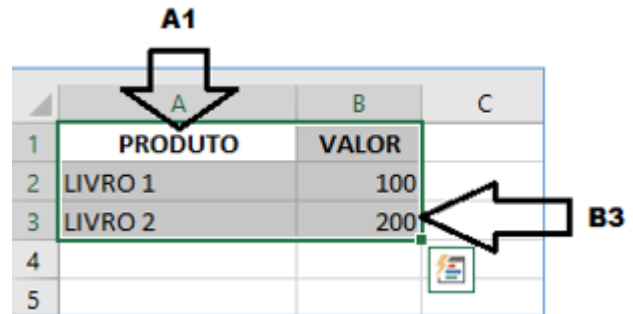 A1
A B C
1 PRODUTO VALOR
2 LIVRO 1 100
3 LIVRO 2 200
B3
4
5